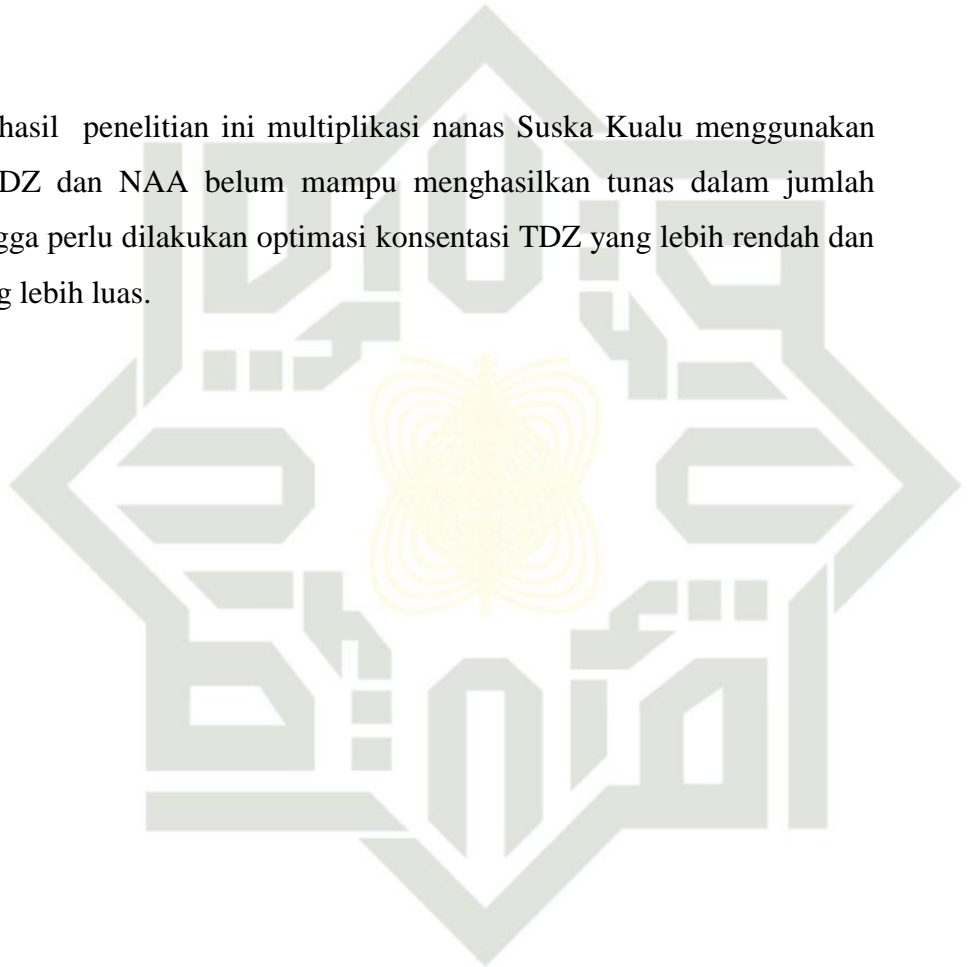 hasil penelitian ini multiplikasi nanas Suska Kualu menggunakan
DZ dan NAA belum mampu menghasilkan tunas dalam jumlah
gga perlu dilakukan optimasi konsentasi TDZ yang lebih rendah dan
g lebih luas.